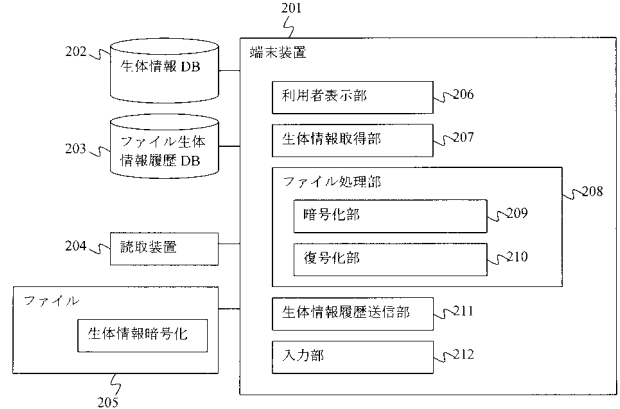 201
端末装置
202
生体情報 DB
利用者表示部
206
203
ファイル生体
情報履歴 DB
生体情報取得部
207
ファイル処理部
208
暗号化部
209
204
読取装置
復号化部
210
ファイル
生体情報暗号化
205
生体情報履歴送信部
211
入力部
212